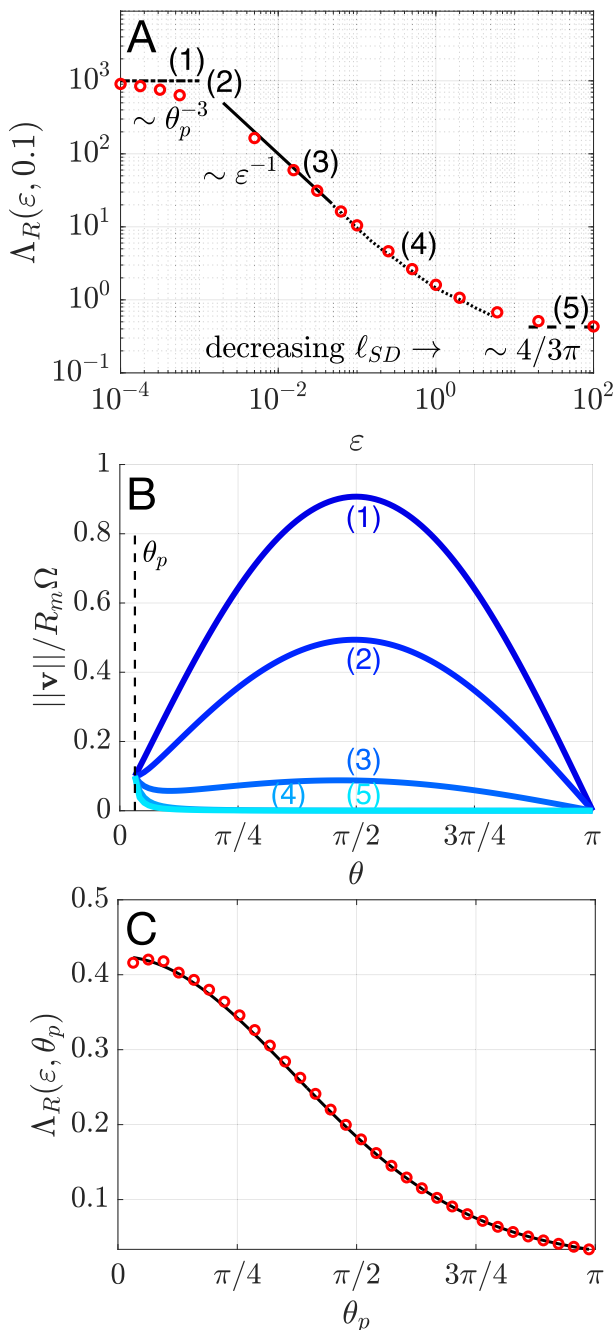 A
10^3
10^2
10^1
10^0
10^{-1}
Λ_R(ε, 0.1)
(1)
(2)
∼ θ_p^{-3}
∼ ε^{-1}
(3)
(4)
(5)
decreasing ℓ_{SD} → ∼ 4/3π
10^{-4} 10^{-2} 10^0 10^2
ε
B
1
0.8
0.6
0.4
0.2
0
||v||/R_mΩ
θ_p
(1)
(2)
(3)
(4) (5)
0 π/4 π/2 3π/4 π
θ
C
0.5
0.4
0.3
0.2
0.1
Λ_R(ε, θ_p)
0 π/4 π/2 3π/4 π
θ_p